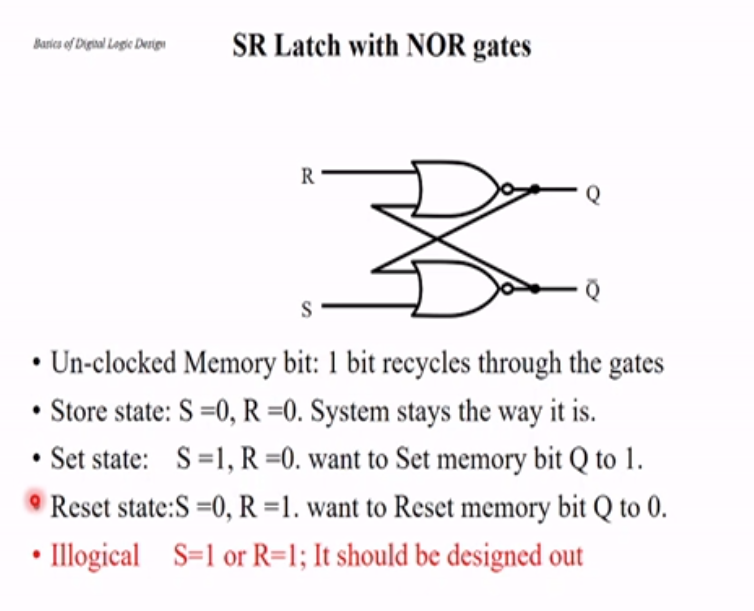 Basics of Digital Logic Design
SR Latch with NOR gates
R
Q
S
Q̄
• Un-clocked Memory bit: 1 bit recycles through the gates
• Store state: S =0, R =0. System stays the way it is.
• Set state: S =1, R =0. want to Set memory bit Q to 1.
• Reset state:S =0, R =1. want to Reset memory bit Q to 0.
• Illogical S=1 or R=1; It should be designed out